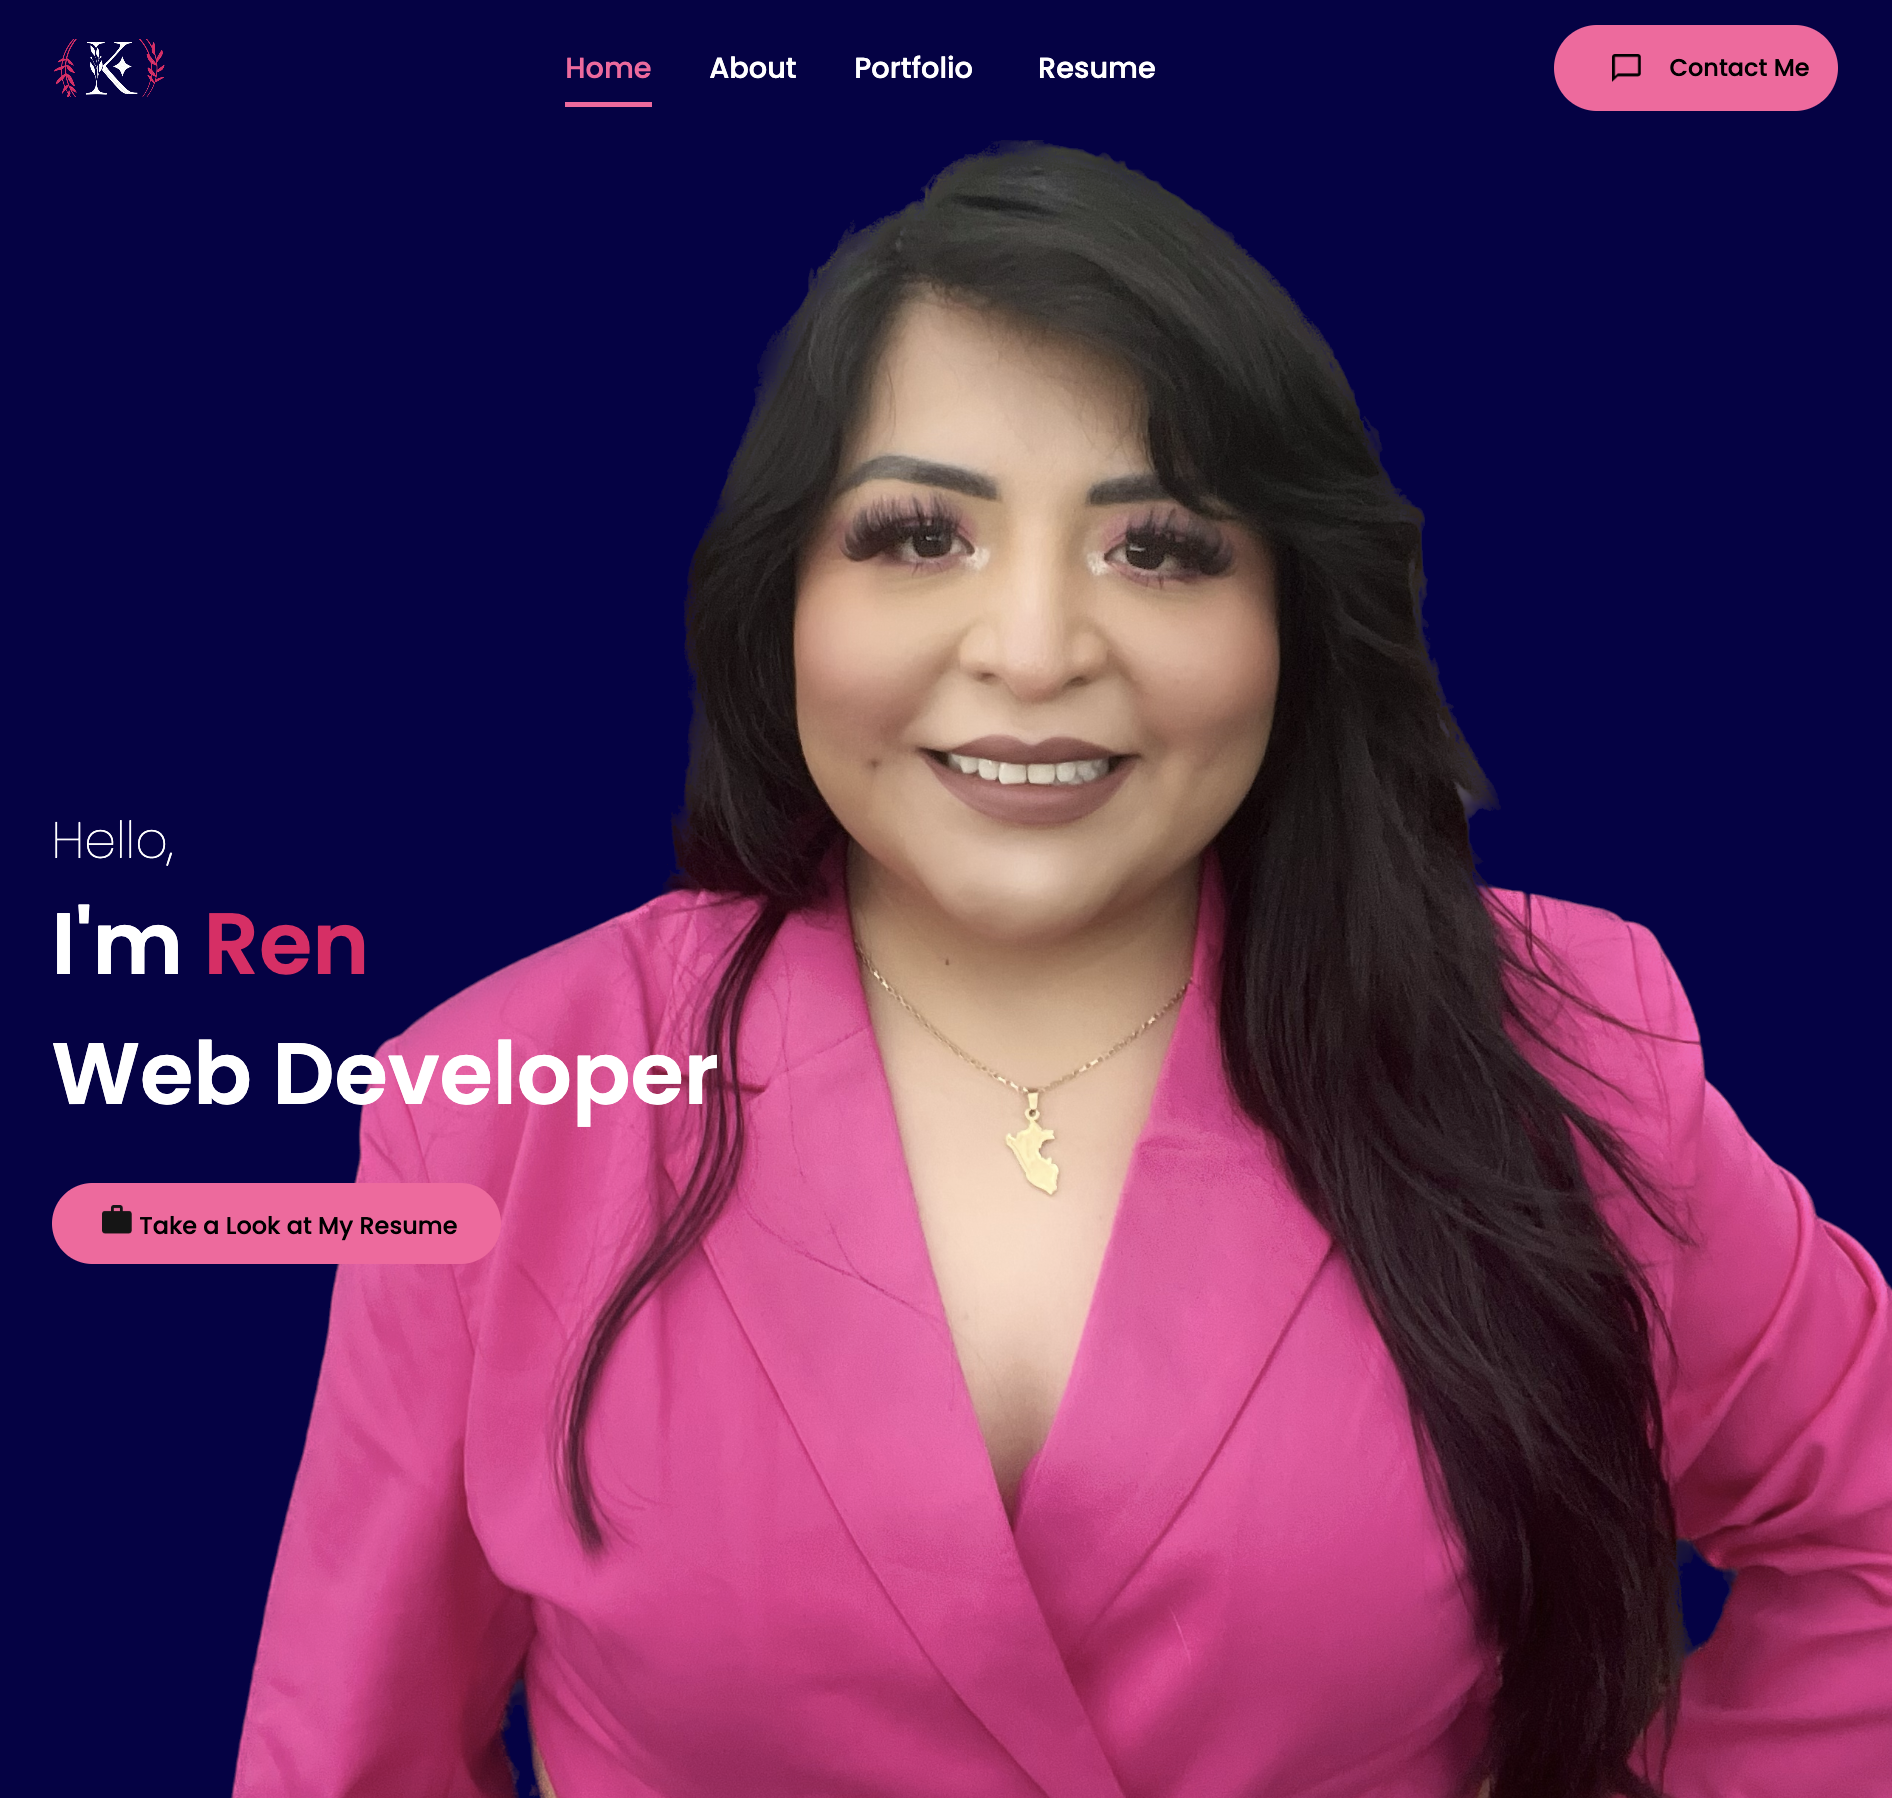 K
Home About Portfolio Resume
Contact Me
Hello,
I'm Ren
Web Developer
Take a Look at My Resume